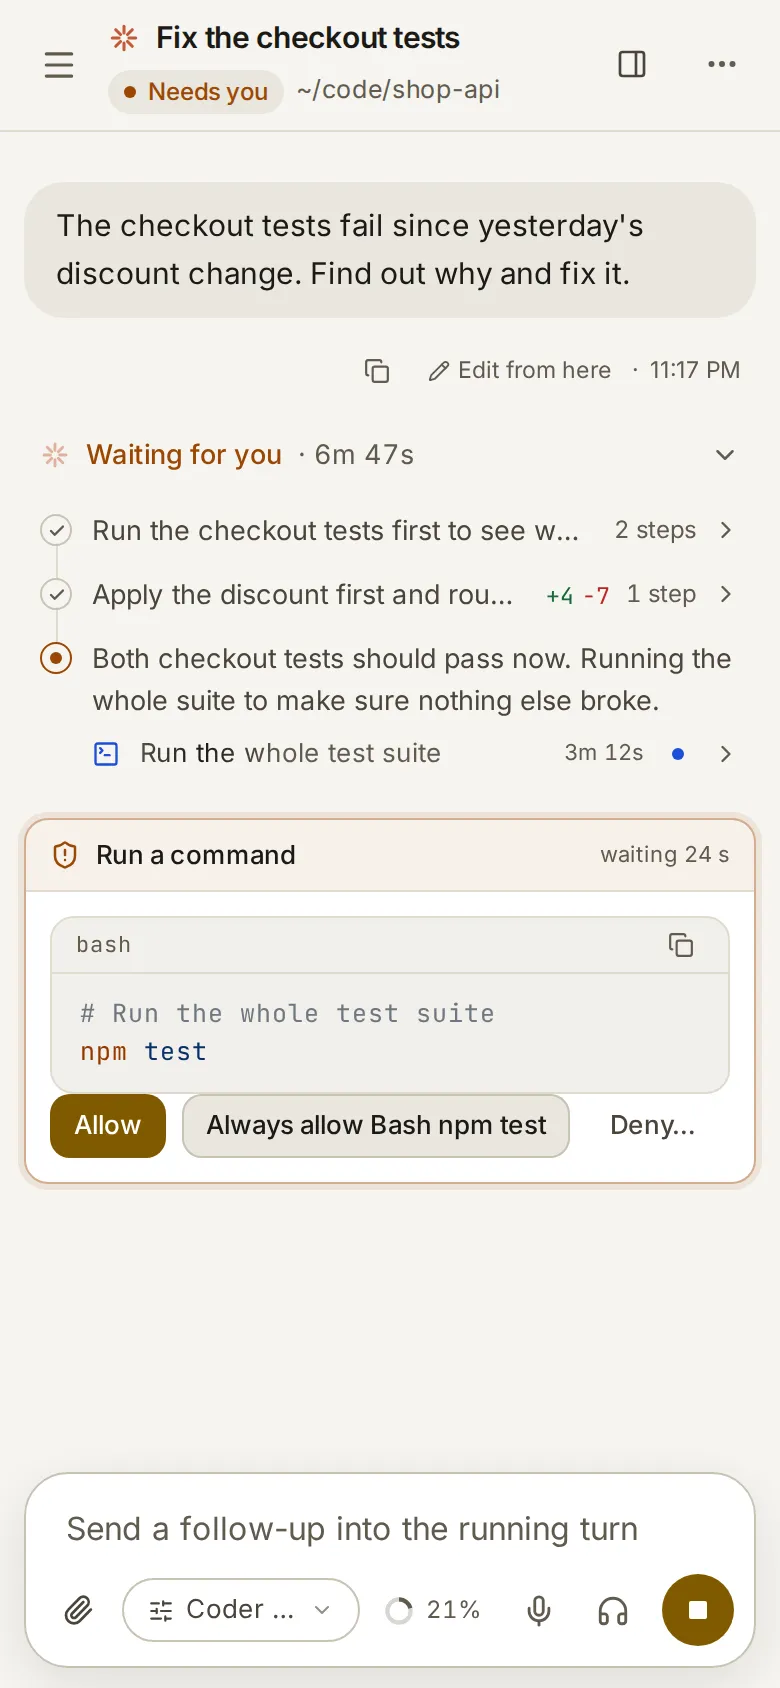 Fix the checkout tests
Needs you ~/code/shop-api
The checkout tests fail since yesterday's
discount change. Find out why and fix it.
Edit from here · 11:17 PM
Waiting for you · 6m 47s
Run the checkout tests first to see w... 2 steps
Apply the discount first and rou... +4 -7 1 step
Both checkout tests should pass now. Running the
whole suite to make sure nothing else broke.
Run the whole test suite 3m 12s
Run a command waiting 24 s
bash
# Run the whole test suite
npm test
Allow Always allow Bash npm test Deny...
Send a follow-up into the running turn
Coder ... 21%